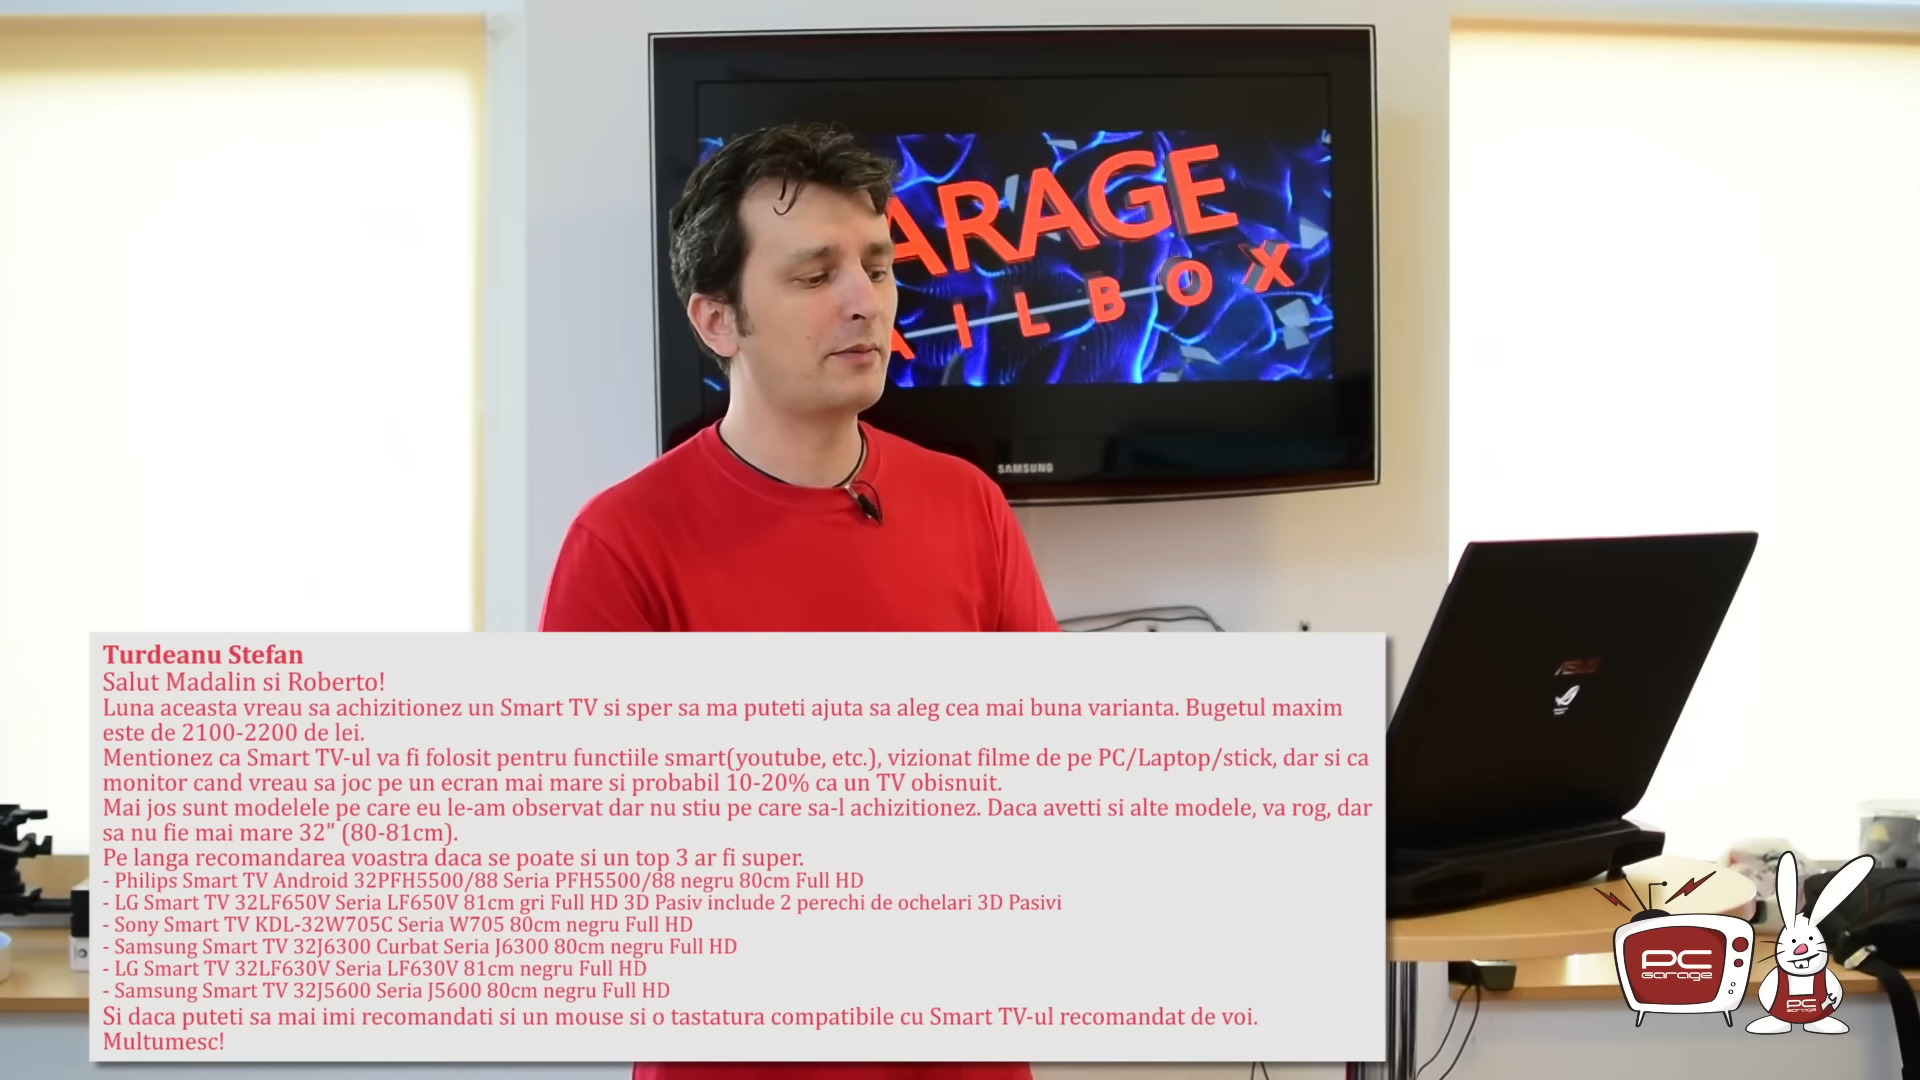 ARAGE
AILBOX
SAMSUNG
ASUS
Turdeanu Stefan
Salut Madalin si Roberto!
Luna aceasta vreau sa achizitionez un Smart TV si sper sa ma puteti ajuta sa aleg cea mai buna varianta. Bugetul maxim
este de 2100-2200 de lei.
Mentionez ca Smart TV-ul va fi folosit pentru functiile smart(youtube, etc.), vizionat filme de pe PC/Laptop/stick, dar si ca
monitor cand vreau sa joc pe un ecran mai mare si probabil 10-20% ca un TV obisnuit.
Mai jos sunt modelele pe care eu le-am observat dar nu stiu pe care sa-l achizitionez. Daca avetti si alte modele, va rog, dar
sa nu fie mai mare 32" (80-81cm).
Pe langa recomandarea voastra daca se poate si un top 3 ar fi super.
- Philips Smart TV Android 32PFH5500/88 Seria PFH5500/88 negru 80cm Full HD
- LG Smart TV 32LF650V Seria LF650V 81cm gri Full HD 3D Pasiv include 2 perechi de ochelari 3D Pasivi
- Sony Smart TV KDL-32W705C Seria W705 80cm negru Full HD
- Samsung Smart TV 32J6300 Curbat Seria J6300 80cm negru Full HD
- LG Smart TV 32LF630V Seria LF630V 81cm negru Full HD
- Samsung Smart TV 32J5600 Seria J5600 80cm negru Full HD
Si daca puteti sa mai imi recomandati si un mouse si o tastatura compatibile cu Smart TV-ul recomandat de voi.
Multumesc!
PC
Garage
PC
Garage